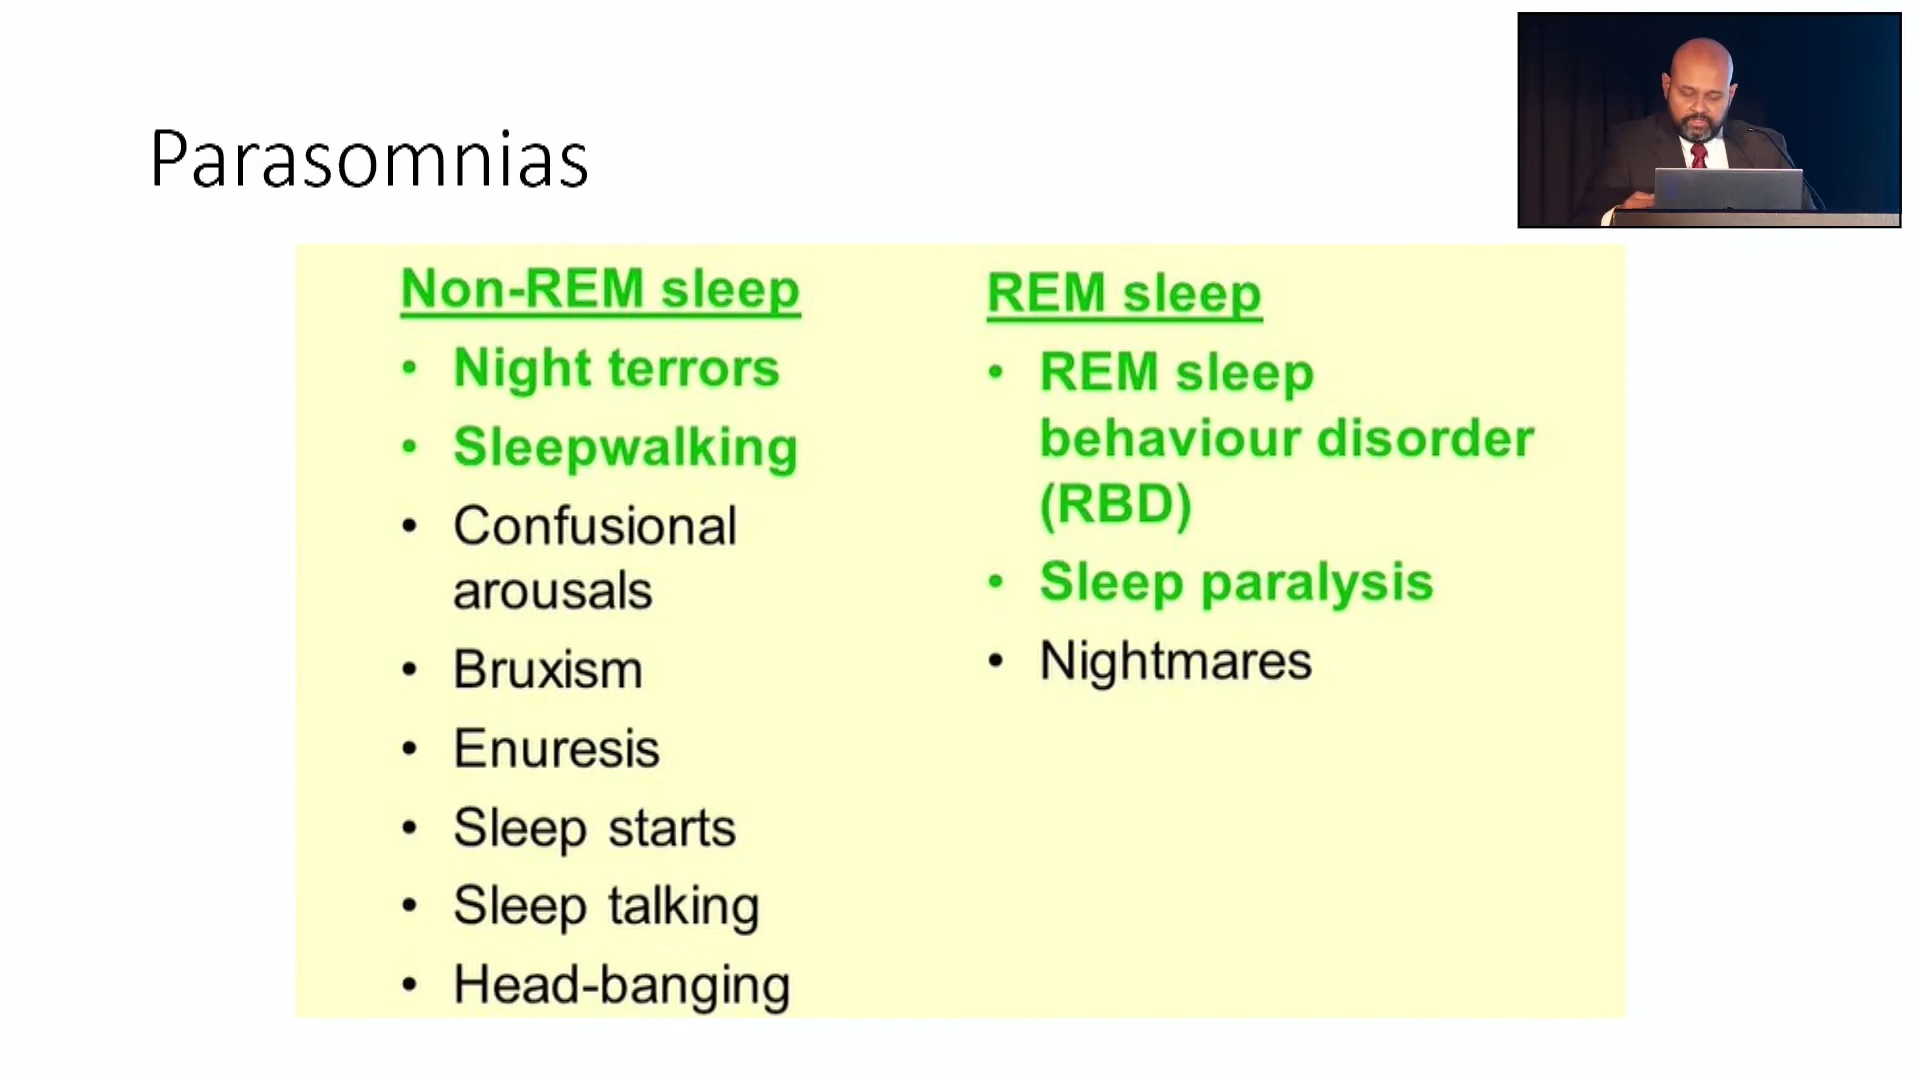 Parasomnias
Non-REM sleep
• Night terrors
• Sleepwalking
• Confusional
arousals
• Bruxism
• Enuresis
• Sleep starts
• Sleep talking
• Head-banging
REM sleep
• REM sleep
behaviour disorder
(RBD)
• Sleep paralysis
• Nightmares